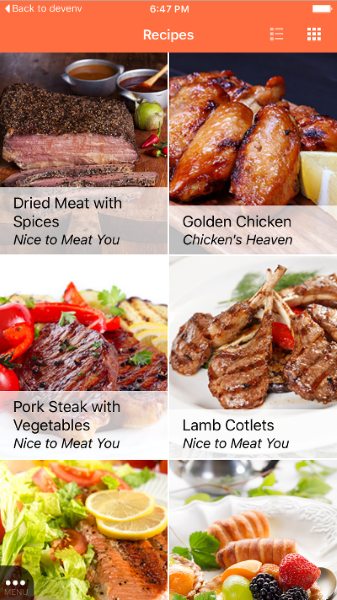 Back to devenv
6:47 PM
Recipes
Dried Meat with
Spices
Nice to Meat You
Golden Chicken
Chicken's Heaven
Pork Steak with
Vegetables
Nice to Meat You
Lamb Cotlets
Nice to Meat You
MENU